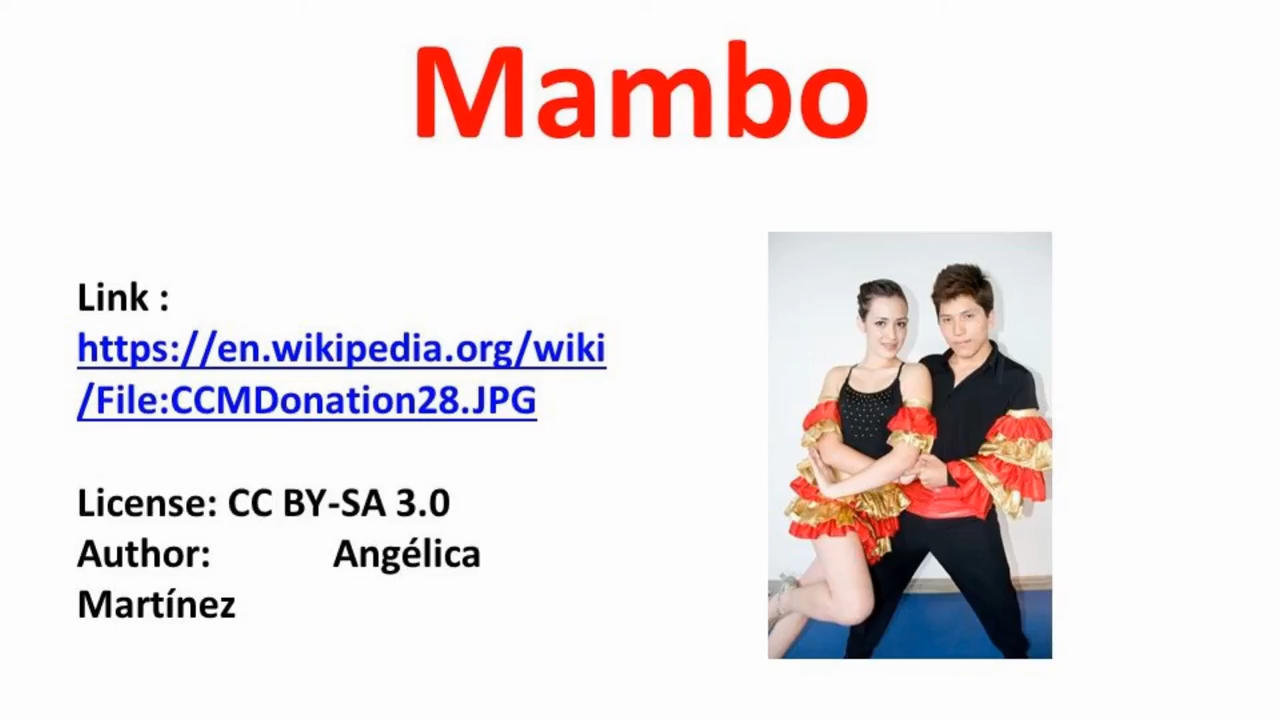 Mambo
Link :
https://en.wikipedia.org/wiki
/File:CCMDonation28.JPG
License: CC BY-SA 3.0
Author: Angélica
Martínez